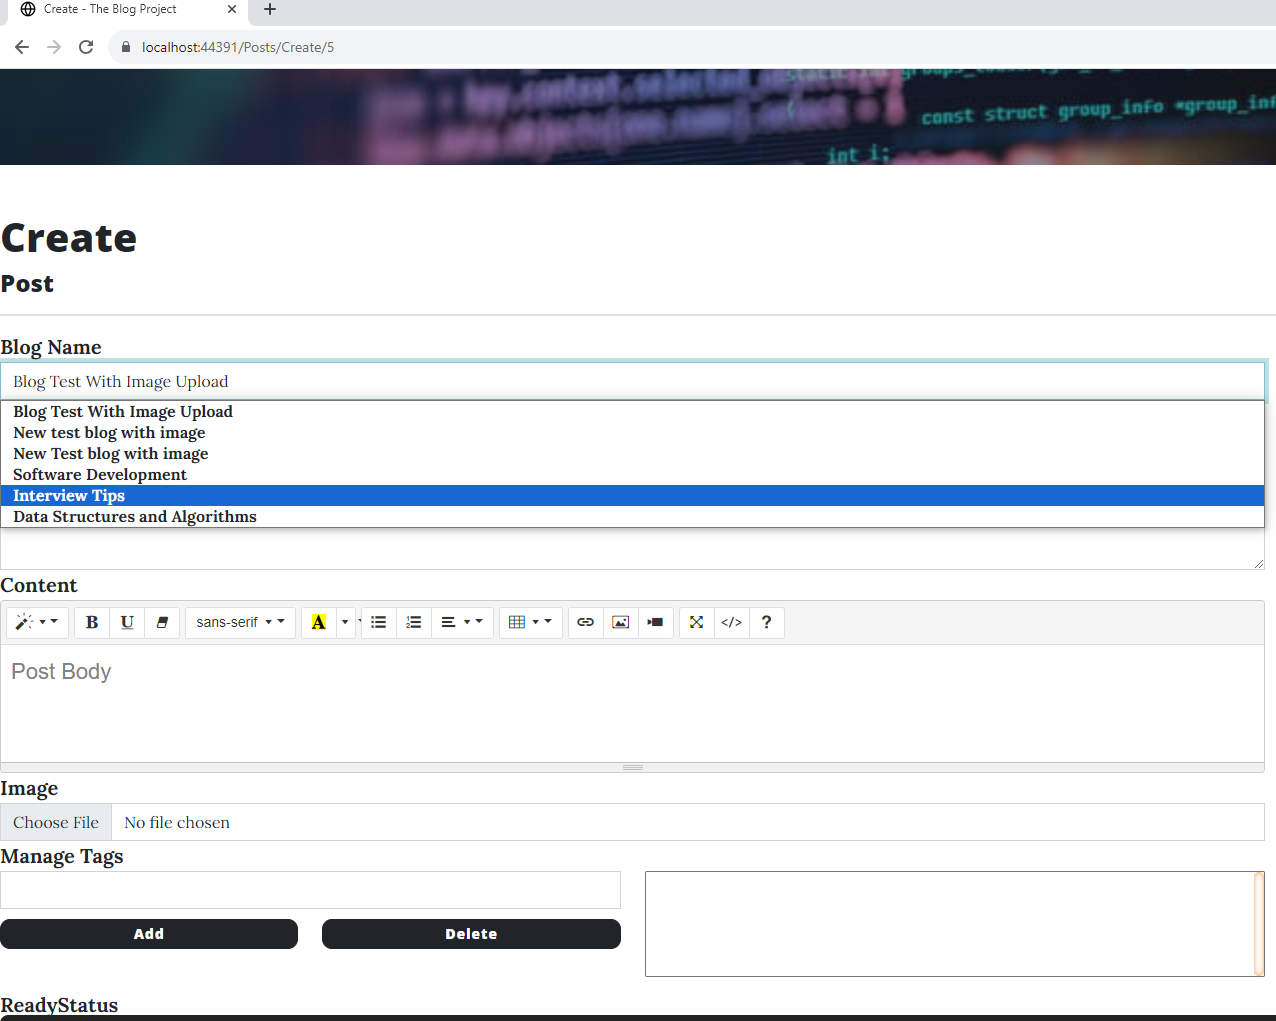 Create - The Blog Project
localhost:44391/Posts/Create/5
const struct group_info *group_inf
int i;
Create
Post
Blog Name
Blog Test With Image Upload
Blog Test With Image Upload
New test blog with image
New Test blog with image
Software Development
Interview Tips
Data Structures and Algorithms
Content
B U sans-serif A </> ?
Post Body
Image
Choose File No file chosen
Manage Tags
Add Delete
ReadyStatus